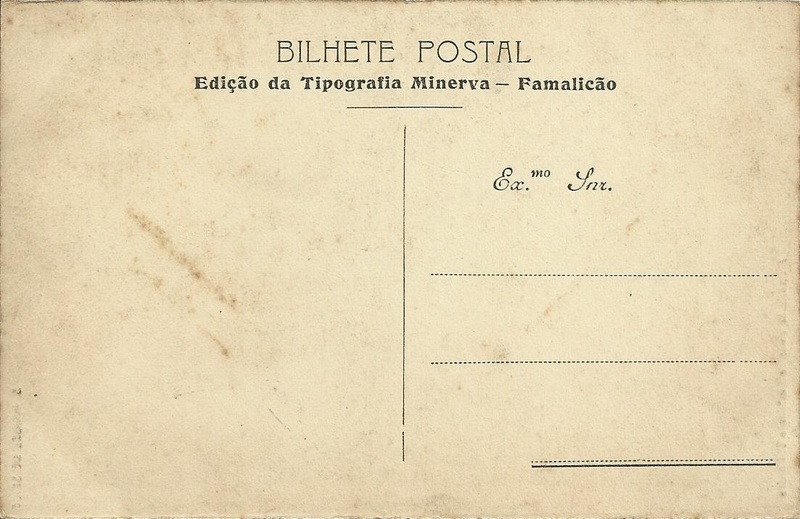 BILHETE POSTAL
Edição da Tipografia Minerva — Famalicão
Ex.mo Snr.